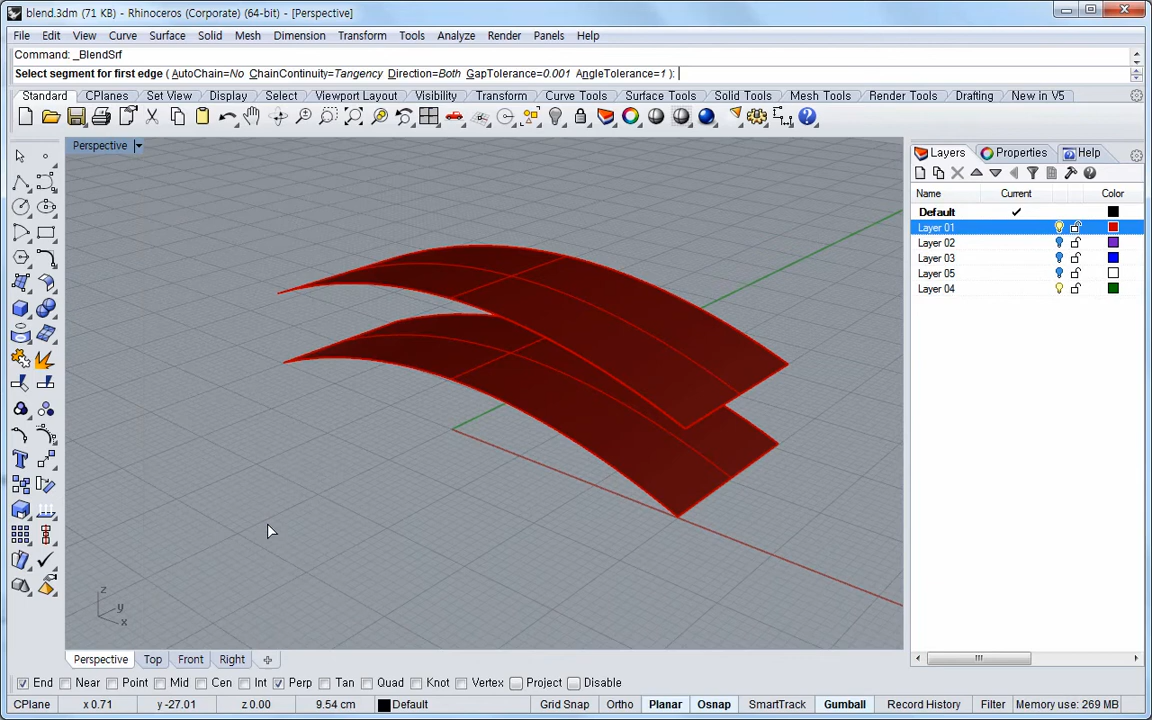 blend.3dm (71 KB) - Rhinoceros (Corporate) (64-bit) - [Perspective]
File Edit View Curve Surface Solid Mesh Dimension Transform Tools Analyze Render Panels Help
Command: _BlendSrf
Select segment for first edge ( AutoChain=No ChainContinuity=Tangency Direction=Both GapTolerance=0.001 AngleTolerance=1 ):
Standard CPlanes Set View Display Select Viewport Layout Visibility Transform Curve Tools Surface Tools Solid Tools Mesh Tools Render Tools Drafting New in V5
Perspective
Layers Properties Help
Name Current Color
Default
Layer 01
Layer 02
Layer 03
Layer 05
Layer 04
z
y
x
Perspective Top Front Right
End Near Point Mid Cen Int Perp Tan Quad Knot Vertex Project Disable
CPlane x 0.71 y -27.01 z 0.00 9.54 cm Default Grid Snap Ortho Planar Osnap SmartTrack Gumball Record History Filter Memory use: 269 MB